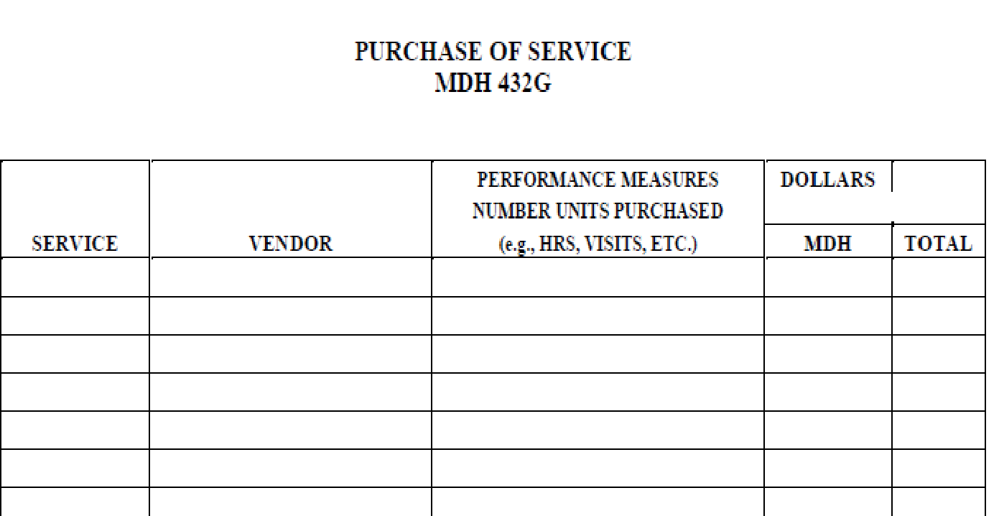 PURCHASE OF SERVICE
MDH 432G
PERFORMANCE MEASURES
NUMBER UNITS PURCHASED
(e.g., HRS, VISITS, ETC.)
DOLLARS
SERVICE
VENDOR
MDH
TOTAL